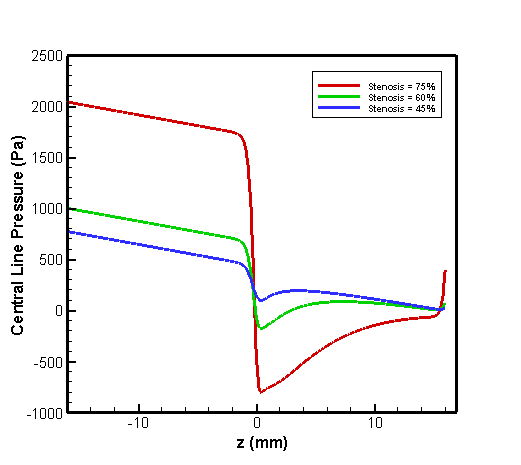 Central Line Pressure (Pa)
2500
2000
1500
1000
500
0
-500
-1000
Stenosis = 75%
Stenosis = 60%
Stenosis = 45%
-10
0
10
z (mm)